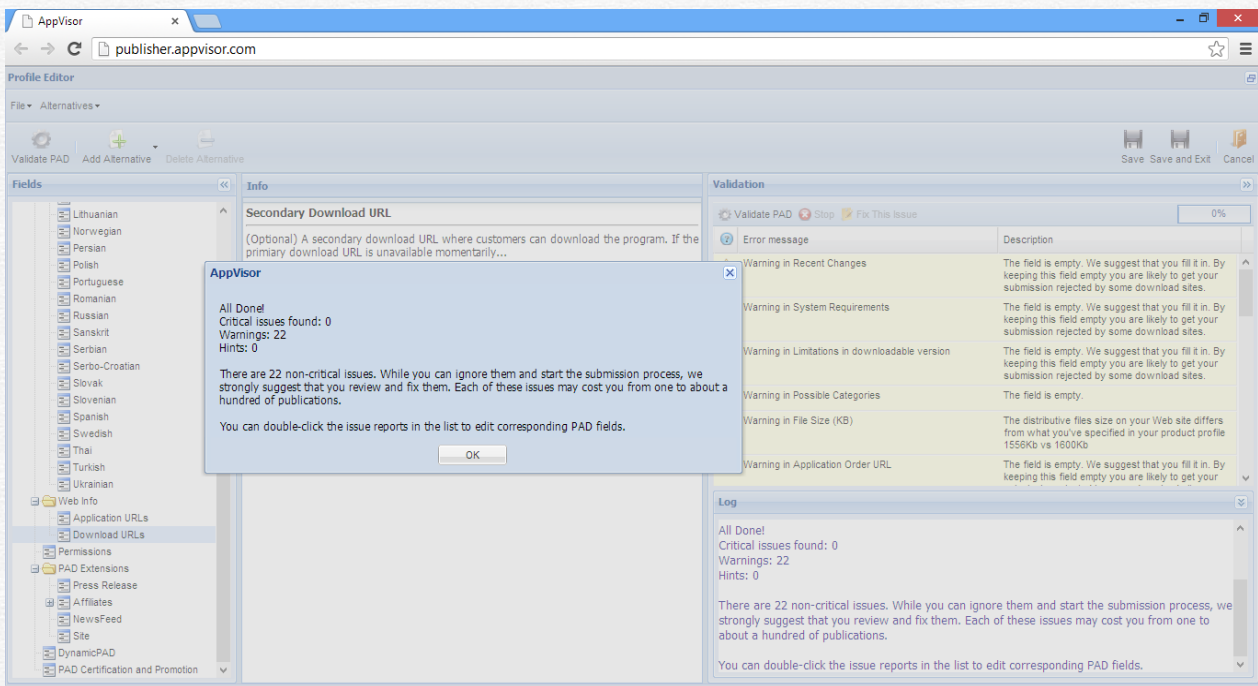 AppVisor
publisher.appvisor.com
Profile Editor
File Alternatives
Validate PAD Add Alternative Delete Alternative
Save Save and Exit Cancel
Fields
Lithuanian
Norwegian
Persian
Polish
Portuguese
Romanian
Russian
Sanskrit
Serbian
Serbo-Croatian
Slovak
Slovenian
Spanish
Swedish
Thai
Turkish
Ukrainian
Web Info
Application URLs
Download URLs
Permissions
PAD Extensions
Press Release
Affiliates
NewsFeed
Site
DynamicPAD
PAD Certification and Promotion
Info
Secondary Download URL
(Optional) A secondary download URL where customers can download the program. If the
primary download URL is unavailable momentarily...
AppVisor
All Done!
Critical issues found: 0
Warnings: 22
Hints: 0
There are 22 non-critical issues. While you can ignore them and start the submission process, we
strongly suggest that you review and fix them. Each of these issues may cost you from one to about a
hundred of publications.
You can double-click the issue reports in the list to edit corresponding PAD fields.
OK
Validation
Validate PAD Stop Fix This Issue 0%
Error message Description
Warning in Recent Changes The field is empty. We suggest that you fill it in. By
keeping this field empty you are likely to get your
submission rejected by some download sites.
Warning in System Requirements The field is empty. We suggest that you fill it in. By
keeping this field empty you are likely to get your
submission rejected by some download sites.
Warning in Limitations in downloadable version The field is empty. We suggest that you fill it in. By
keeping this field empty you are likely to get your
submission rejected by some download sites.
Warning in Possible Categories The field is empty.
Warning in File Size (KB) The distributive files size on your Web site differs
from what you've specified in your product profile
1556Kb vs 1600Kb
Warning in Application Order URL The field is empty. We suggest that you fill it in. By
keeping this field empty you are likely to get your
Log
All Done!
Critical issues found: 0
Warnings: 22
Hints: 0
There are 22 non-critical issues. While you can ignore them and start the submission process, we
strongly suggest that you review and fix them. Each of these issues may cost you from one to
about a hundred of publications.
You can double-click the issue reports in the list to edit corresponding PAD fields.